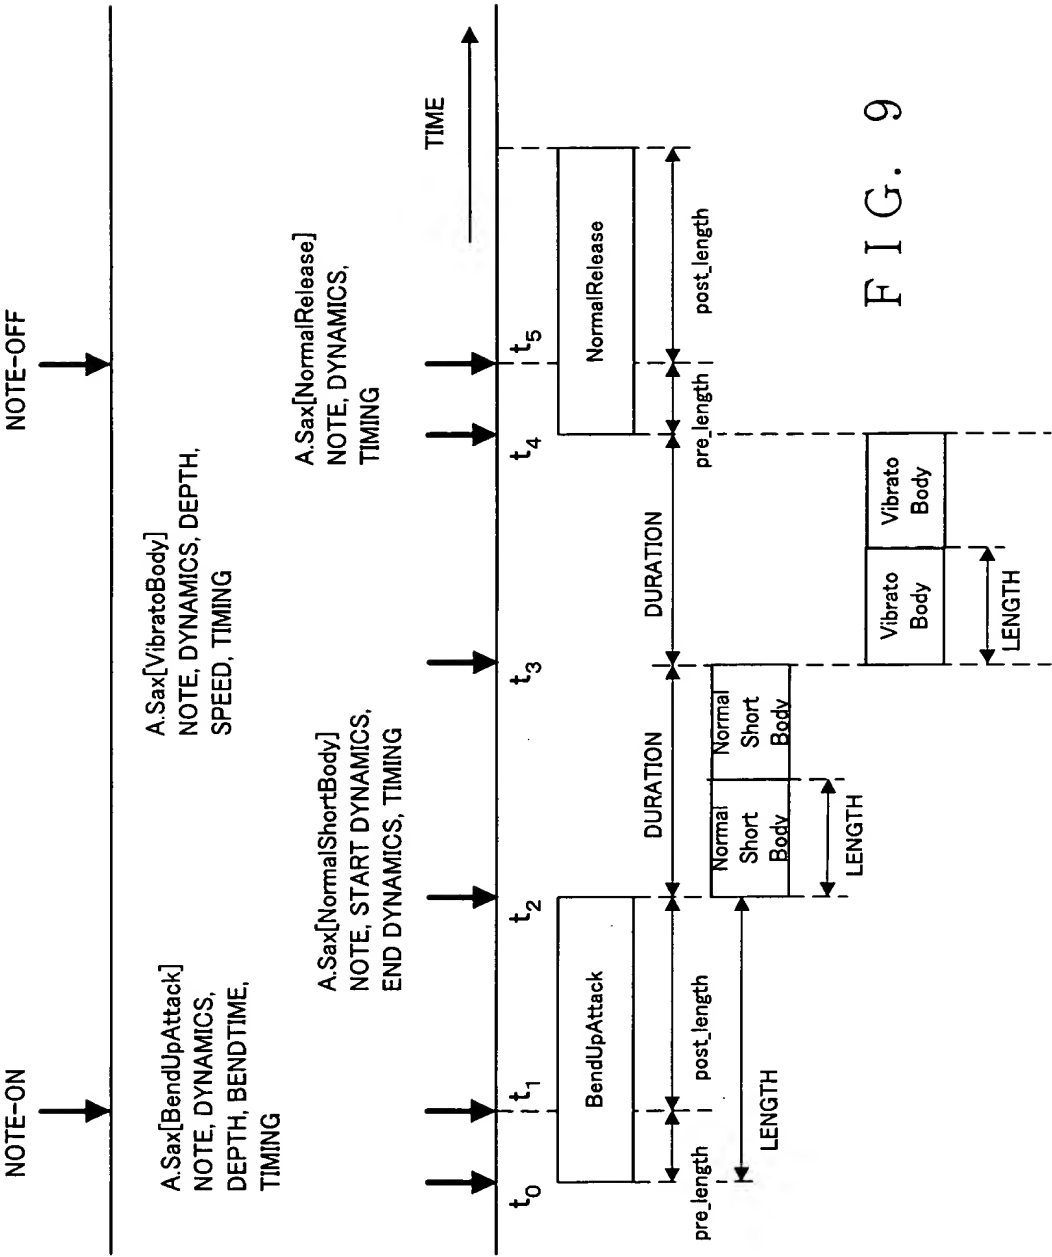 NOTE-ON
NOTE-OFF
A.Sax[BendUpAttack]
NOTE, DYNAMICS,
DEPTH, BENDTIME,
TIMING
A.Sax[VibratoBody]
NOTE, DYNAMICS, DEPTH,
SPEED, TIMING
A.Sax[NormalShortBody]
NOTE, START DYNAMICS,
END DYNAMICS, TIMING
A.Sax[NormalRelease]
NOTE, DYNAMICS,
TIMING
TIME
t0
t1
t2
t3
t4
t5
BendUpAttack
NormalRelease
pre_length
post_length
DURATION
DURATION
pre_length
post_length
LENGTH
Normal
Short
Body
Normal
Short
Body
LENGTH
Vibrato
Body
Vibrato
Body
LENGTH
FIG. 9